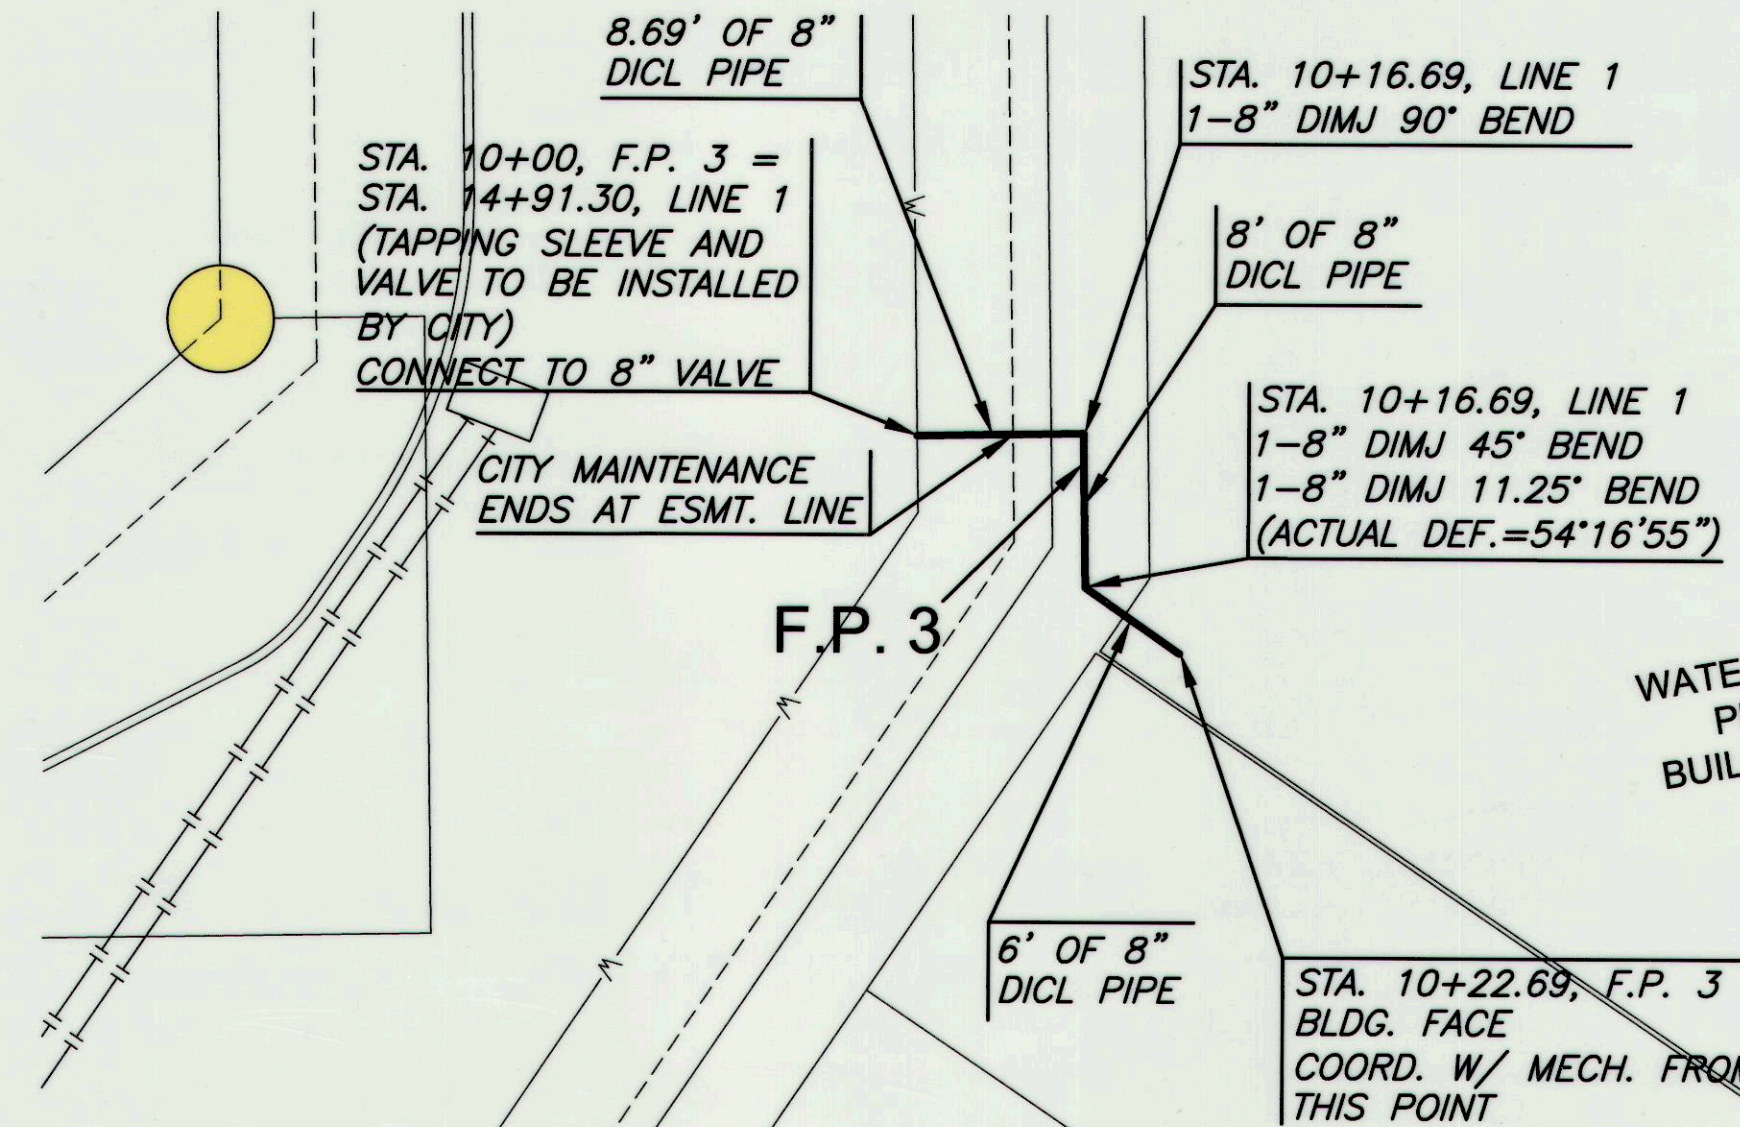 8.69' OF 8"
DICL PIPE
STA. 10+16.69, LINE 1
1-8" DIMJ 90° BEND
STA. 10+00, F.P. 3 =
STA. 14+91.30, LINE 1
(TAPPING SLEEVE AND
VALVE TO BE INSTALLED
BY CITY)
CONNECT TO 8" VALVE
W
8' OF 8"
DICL PIPE
STA. 10+16.69, LINE 1
1-8" DIMJ 45° BEND
1-8" DIMJ 11.25° BEND
(ACTUAL DEF.=54°16'55")
CITY MAINTENANCE
ENDS AT ESMT. LINE
F.P. 3
W
W
6' OF 8"
DICL PIPE
STA. 10+22.69, F.P. 3
BLDG. FACE
COORD. W/ MECH. FROM
THIS POINT